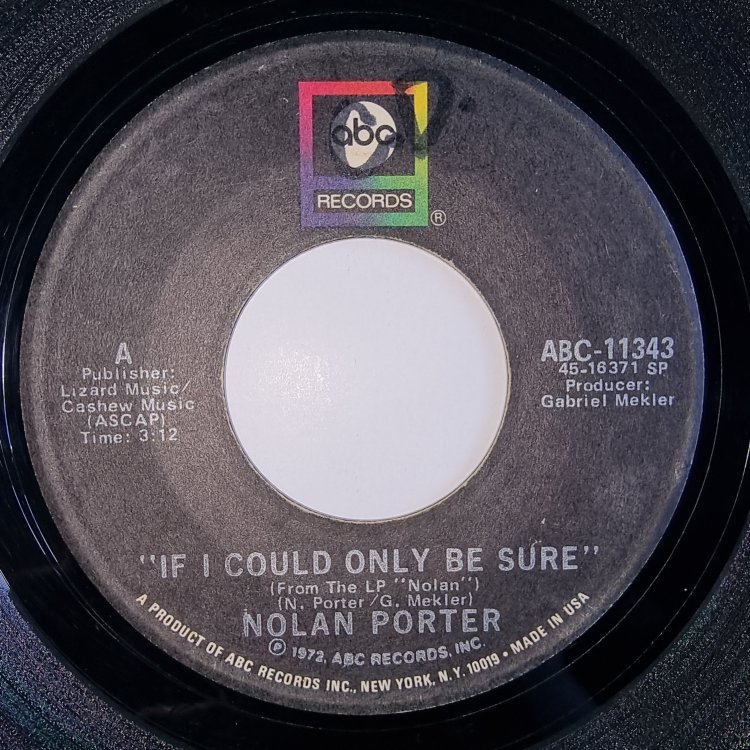 abc
RECORDS
®
A
Publisher:
Lizard Music/
Cashew Music
(ASCAP)
Time: 3:12
ABC-11343
45-16371 SP
Producer:
Gabriel Mekler
"IF I COULD ONLY BE SURE"
(From The LP "Nolan")
(N. Porter/G. Mekler)
NOLAN PORTER
℗ 1972, ABC RECORDS, INC.
A PRODUCT OF ABC RECORDS INC., NEW YORK, N.Y. 10019 • MADE IN USA